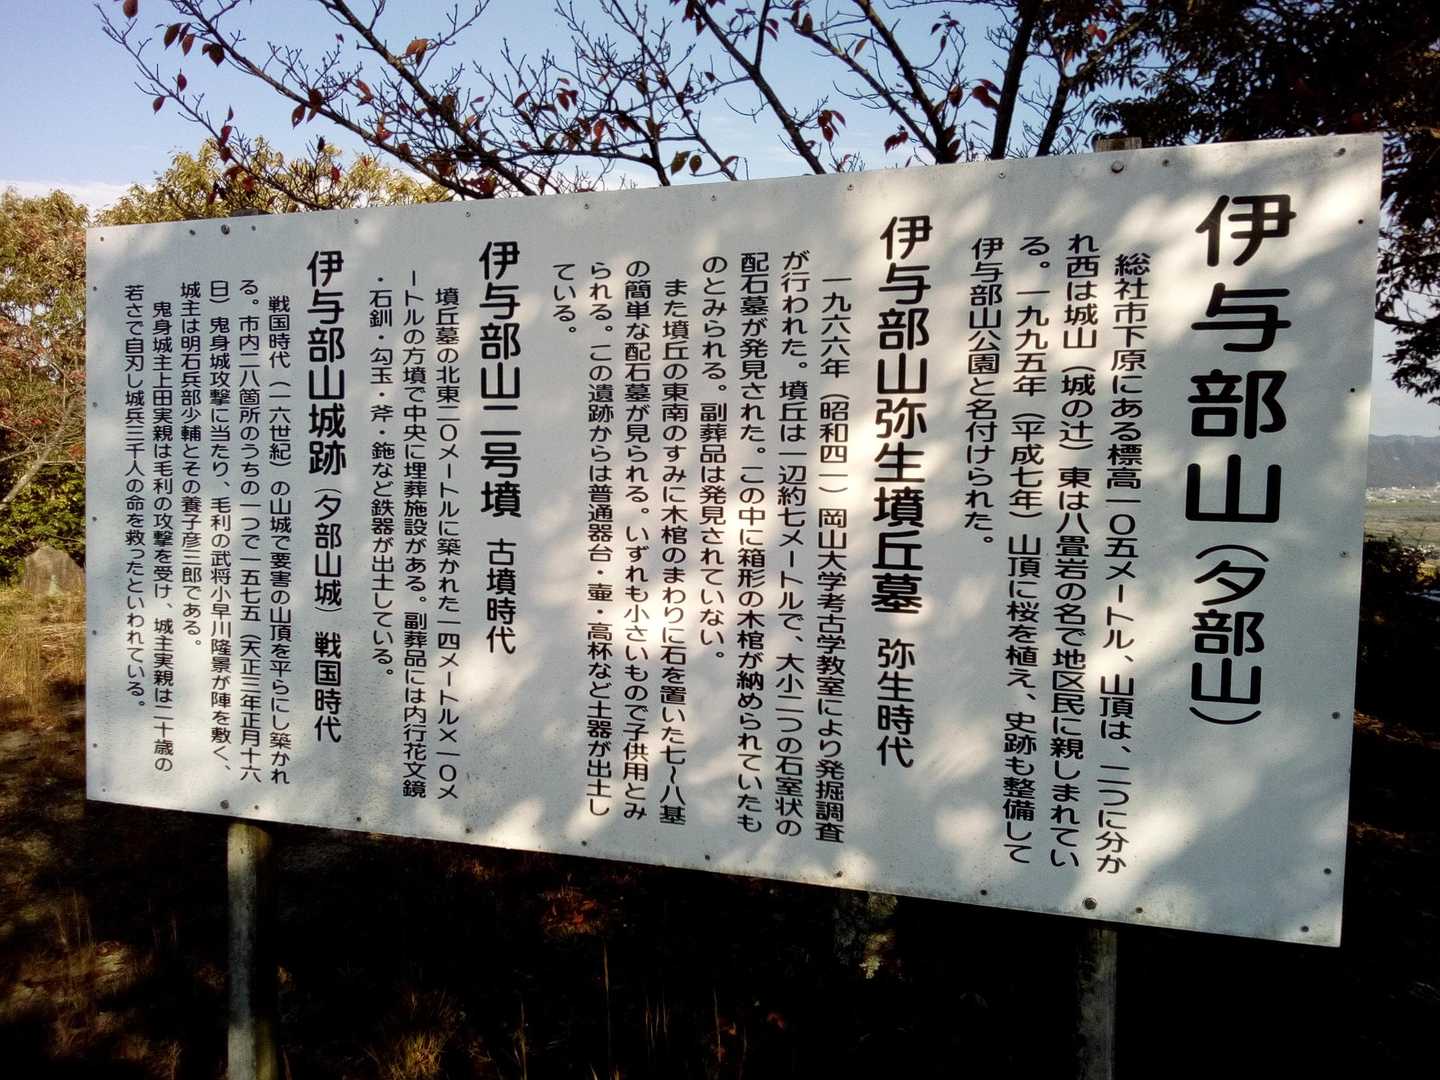 伊与部山(夕部山)
総社市下原にある標高一〇五メートル、山頂は、二つに分か
れ西は城山(城の辻)東は八畳岩の名で地区民に親しまれてい
る。一九九五年(平成七年)山頂に桜を植え、史跡も整備して
伊与部山公園と名付けられた。
伊与部山弥生墳丘墓 弥生時代
一九六六年(昭和四一)岡山大学考古学教室により発掘調査
が行われた。墳丘は一辺約七メートルで、大小二つの石室状の
配石墓が発見された。この中に箱形の木棺が納められていたも
のとみられる。副葬品は発見されていない。
また墳丘の東南のすみに木棺のまわりに石を置いた七〜八基
の簡単な配石墓が見られる。いずれも小さいもので子供用とみ
られる。この遺跡からは普通器台・壷・高杯など土器が出土し
ている。
伊与部山二号墳 古墳時代
墳丘墓の北東二〇メートルに築かれた一四メートル×一〇メ
ートルの方墳で中央に埋葬施設がある。副葬品には内行花文鏡
・石釧・勾玉・斧・鉇など鉄器が出土している。
伊与部山城跡(夕部山城) 戦国時代
戦国時代(一六世紀)の山城で要害の山頂を平らにし築かれ
る。市内二八箇所のうちの一つで一五七五(天正三年正月十六
日)鬼身城攻撃に当たり、毛利の武将小早川隆景が陣を敷く、
城主は明石兵部少輔とその養子彦三郎である。
鬼身城主上田実親は毛利の攻撃を受け、城主実親は二十歳の
若さで自刃し城兵三千人の命を救ったといわれている。